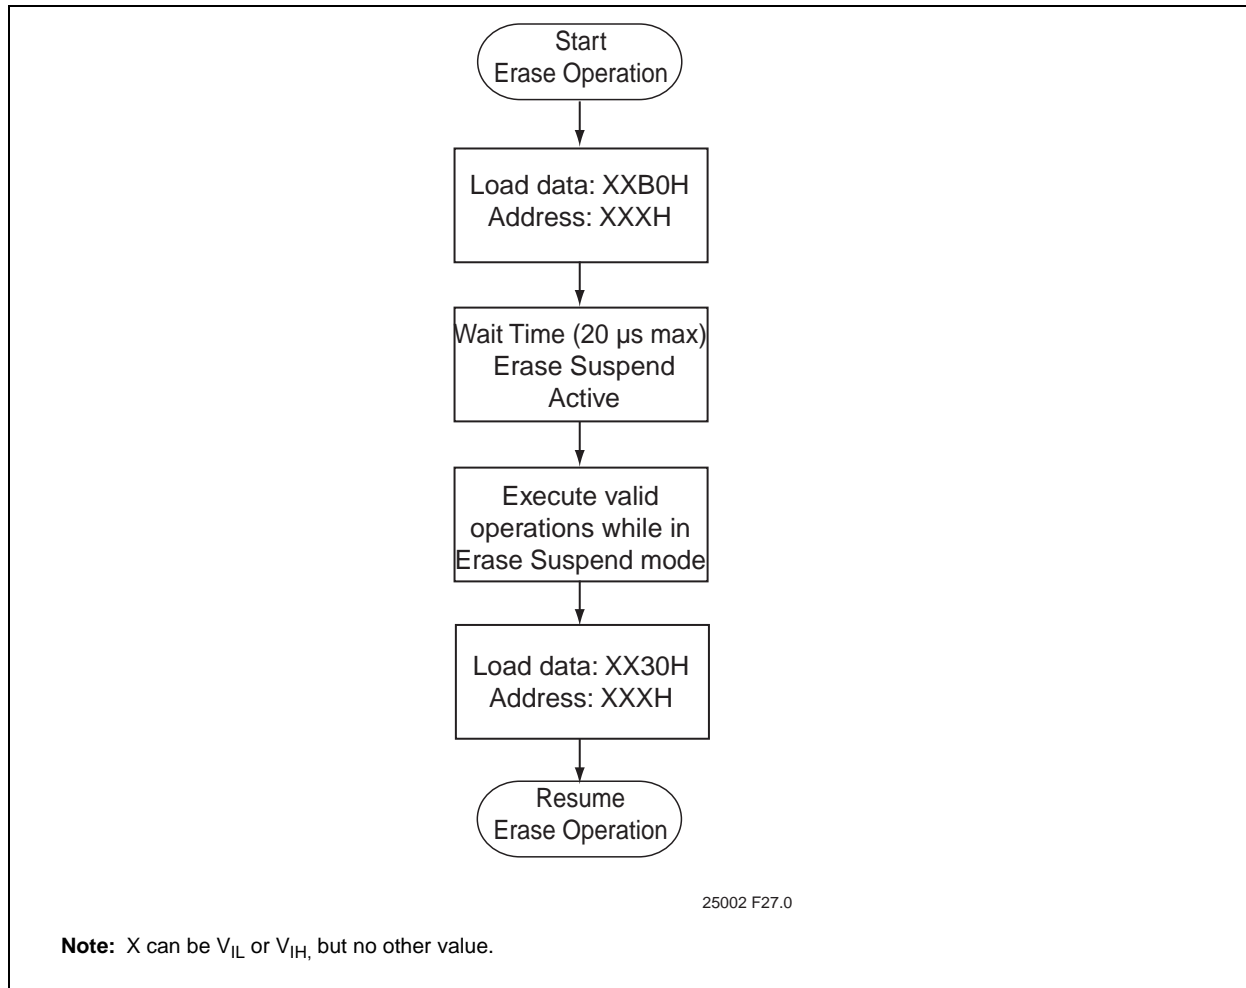 Start
Erase Operation
Load data: XXB0H
Address: XXXH
Wait Time (20 µs max)
Erase Suspend
Active
Execute valid
operations while in
Erase Suspend mode
Load data: XX30H
Address: XXXH
Resume
Erase Operation
25002 F27.0
Note: X can be VIL or VIH, but no other value.